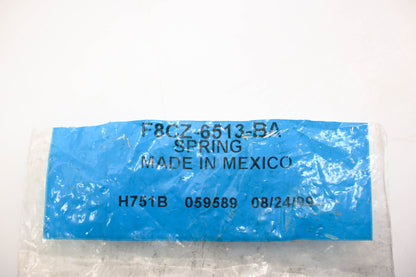 F8CZ-6513-BA
SPRING
MADE IN MEXICO
H751B 059589 08/24/99